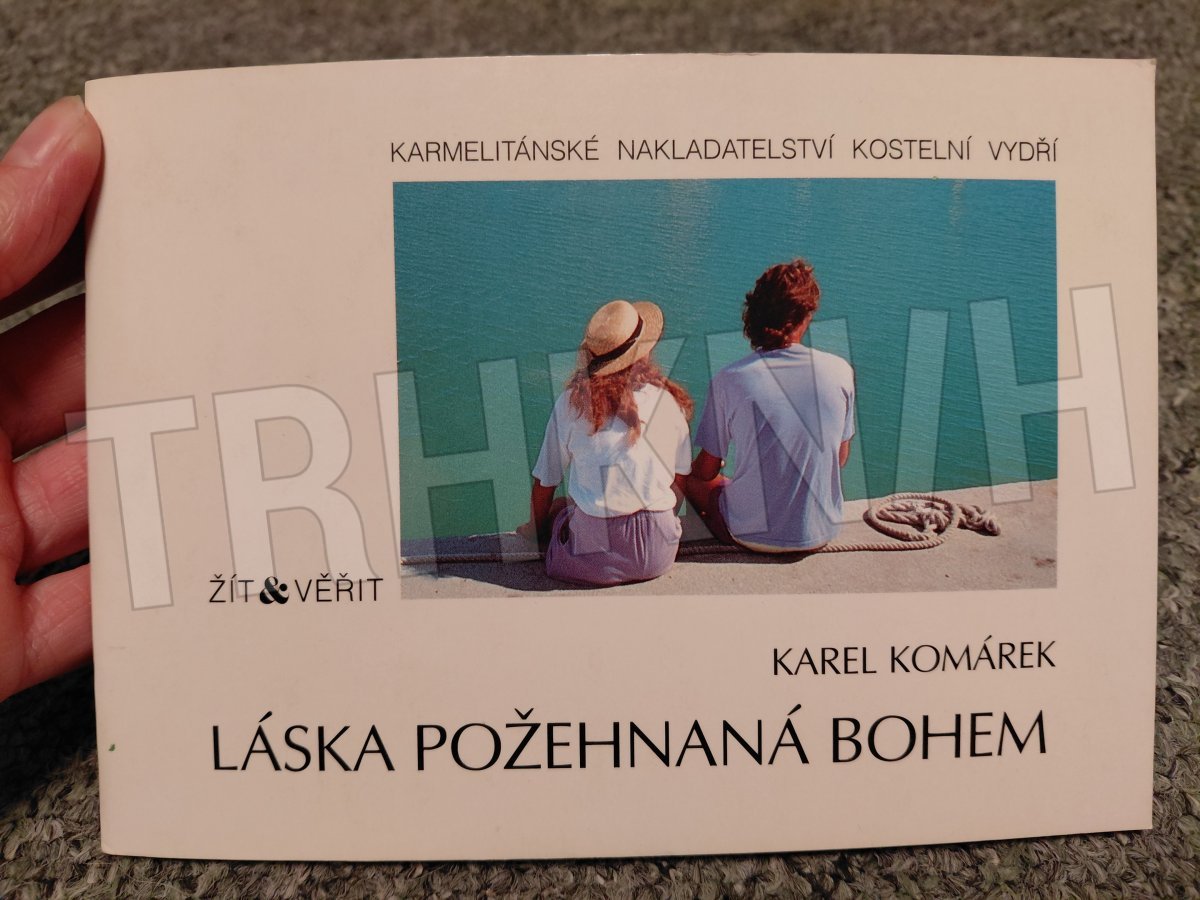 KARMELITÁNSKÉ NAKLADATELSTVÍ KOSTELNÍ VYDŘÍ
TRHKNIH
ŽÍT & VĚŘIT
KAREL KOMÁREK
LÁSKA POŽEHNANÁ BOHEM